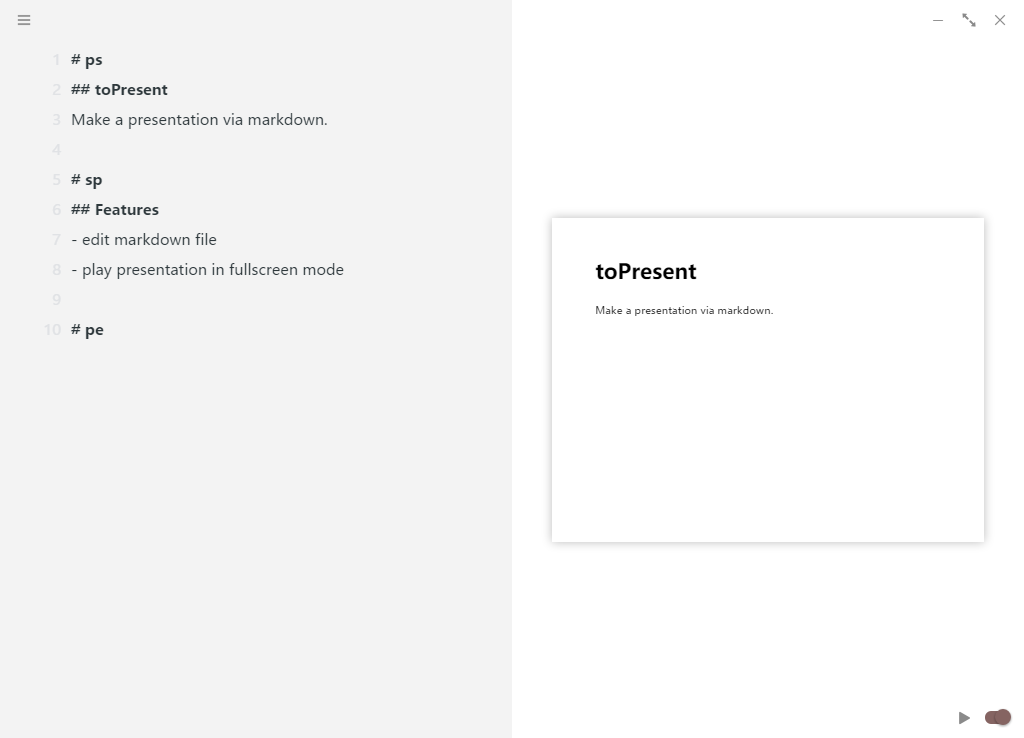 1 # ps
2 ## toPresent
3 Make a presentation via markdown.
4
5 # sp
6 ## Features
7 - edit markdown file
8 - play presentation in fullscreen mode
9
10 # pe
toPresent
Make a presentation via markdown.